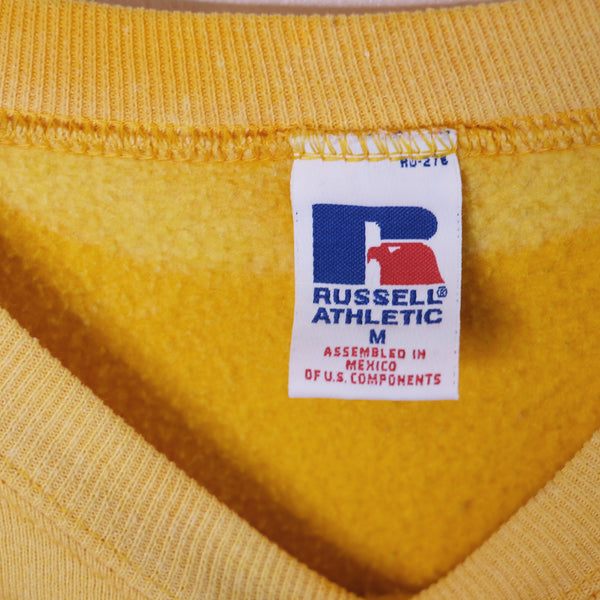 RUSSELL®
ATHLETIC
M
ASSEMBLED IN
MEXICO
OF U.S. COMPONENTS